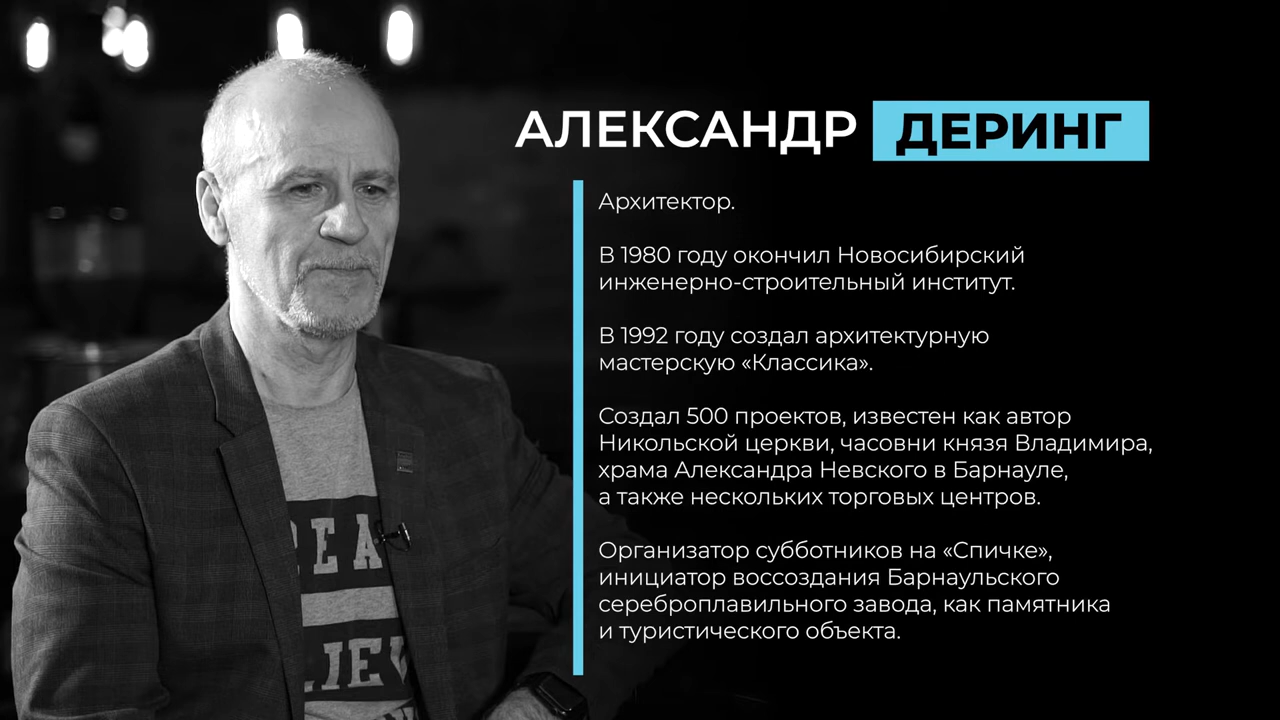 АЛЕКСАНДР ДЕРИНГ
Архитектор.
В 1980 году окончил Новосибирский
инженерно-строительный институт.
В 1992 году создал архитектурную
мастерскую «Классика».
Создал 500 проектов, известен как автор
Никольской церкви, часовни князя Владимира,
храма Александра Невского в Барнауле,
а также нескольких торговых центров.
Организатор субботников на «Спичке»,
инициатор воссоздания Барнаульского
сереброплавильного завода, как памятника
и туристического объекта.